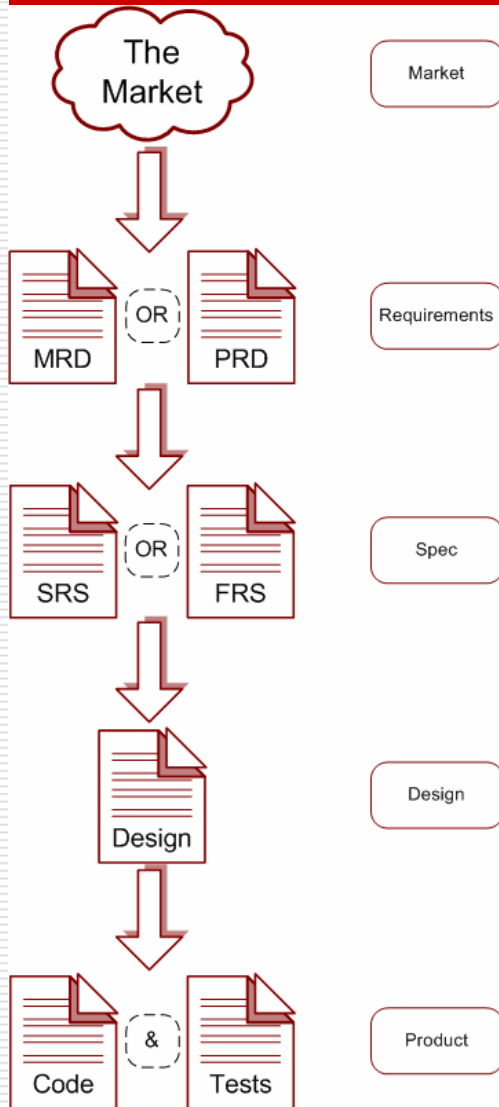 The
Market
Market
MRD
OR
PRD
Requirements
SRS
OR
FRS
Spec
Design
Design
Code
&
Tests
Product